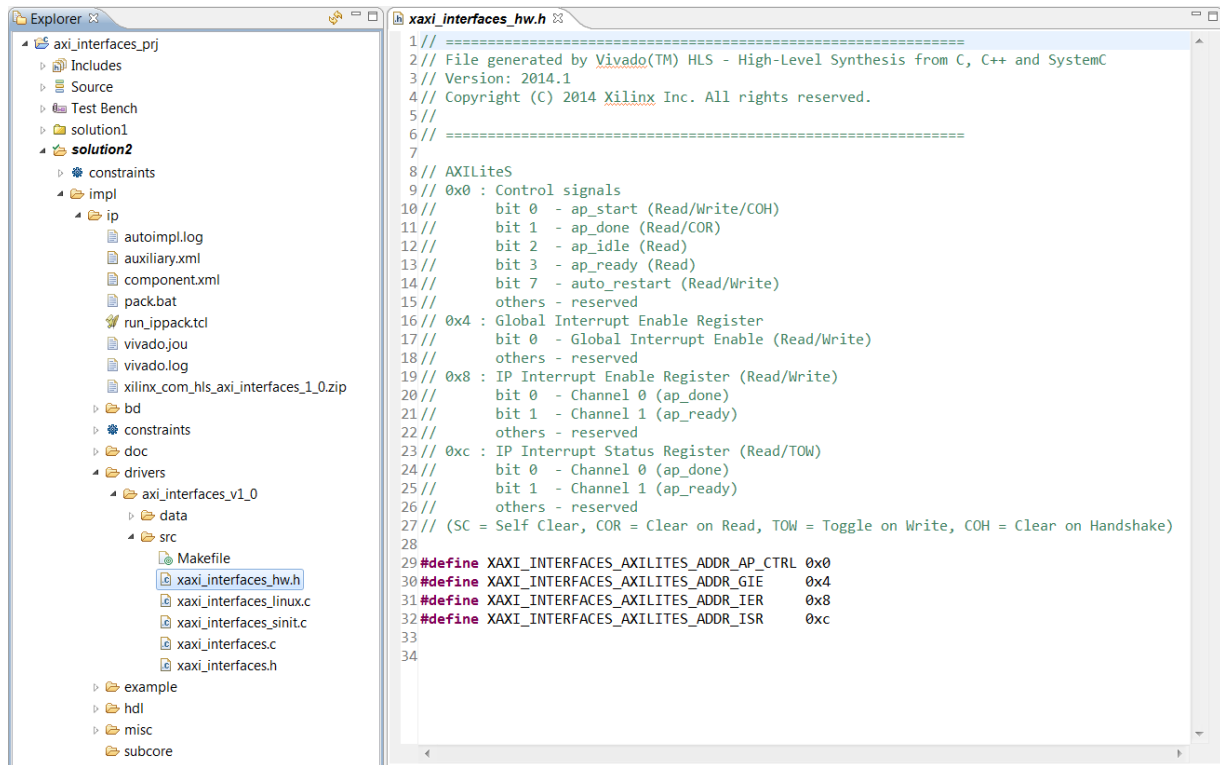 Explorer
axi_interfaces_prj
Includes
Source
Test Bench
solution1
solution2
constraints
impl
ip
autoimpl.log
auxiliary.xml
component.xml
pack.bat
run_ippack.tcl
vivado.jou
vivado.log
xilinx_com_hls_axi_interfaces_1_0.zip
bd
constraints
doc
drivers
axi_interfaces_v1_0
data
src
Makefile
xaxi_interfaces_hw.h
xaxi_interfaces_linux.c
xaxi_interfaces_sinit.c
xaxi_interfaces.c
xaxi_interfaces.h
example
hdl
misc
subcore
xaxi_interfaces_hw.h
1 // ==============================================================
2 // File generated by Vivado(TM) HLS - High-Level Synthesis from C, C++ and SystemC
3 // Version: 2014.1
4 // Copyright (C) 2014 Xilinx Inc. All rights reserved.
5 //
6 // ==============================================================
7
8 // AXILiteS
9 // 0x0 : Control signals
10 //       bit 0  - ap_start (Read/Write/COH)
11 //       bit 1  - ap_done (Read/COR)
12 //       bit 2  - ap_idle (Read)
13 //       bit 3  - ap_ready (Read)
14 //       bit 7  - auto_restart (Read/Write)
15 //       others - reserved
16 // 0x4 : Global Interrupt Enable Register
17 //       bit 0  - Global Interrupt Enable (Read/Write)
18 //       others - reserved
19 // 0x8 : IP Interrupt Enable Register (Read/Write)
20 //       bit 0  - Channel 0 (ap_done)
21 //       bit 1  - Channel 1 (ap_ready)
22 //       others - reserved
23 // 0xc : IP Interrupt Status Register (Read/TOW)
24 //       bit 0  - Channel 0 (ap_done)
25 //       bit 1  - Channel 1 (ap_ready)
26 //       others - reserved
27 // (SC = Self Clear, COR = Clear on Read, TOW = Toggle on Write, COH = Clear on Handshake)
28
29 #define XAXI_INTERFACES_AXILITES_ADDR_AP_CTRL 0x0
30 #define XAXI_INTERFACES_AXILITES_ADDR_GIE     0x4
31 #define XAXI_INTERFACES_AXILITES_ADDR_IER     0x8
32 #define XAXI_INTERFACES_AXILITES_ADDR_ISR     0xc
33
34